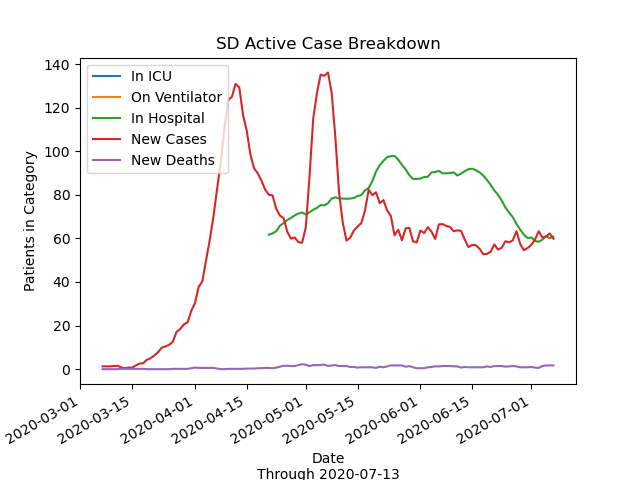 SD Active Case Breakdown
In ICU
On Ventilator
In Hospital
New Cases
New Deaths
Patients in Category
140
120
100
80
60
40
20
0
2020-03-01
2020-03-15
2020-04-01
2020-04-15
2020-05-01
2020-05-15
2020-06-01
2020-06-15
2020-07-01
Date
Through 2020-07-13